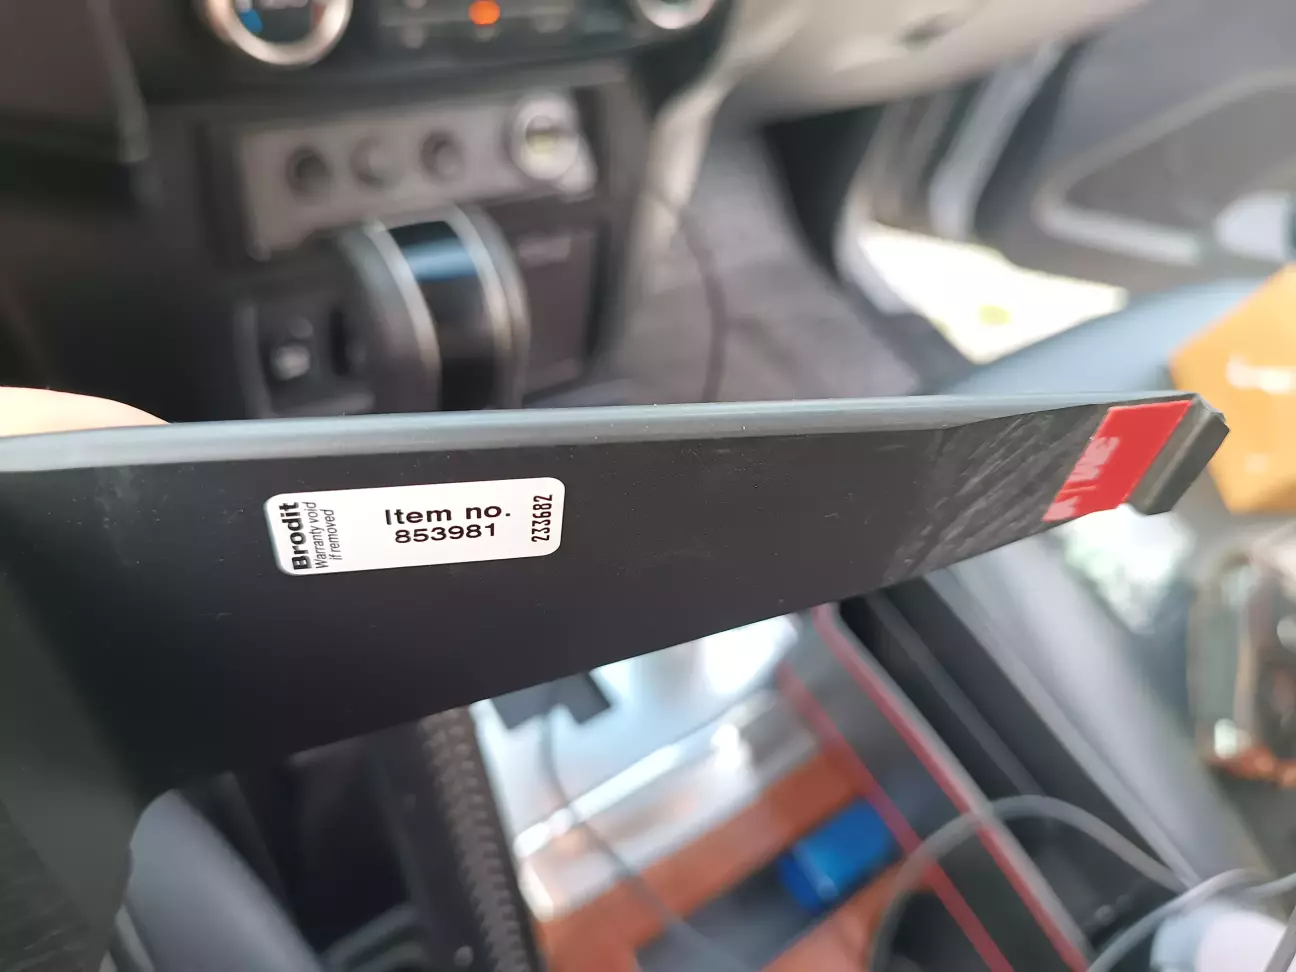 Brodit
Warranty void
if removed
Item no.
853981
233682